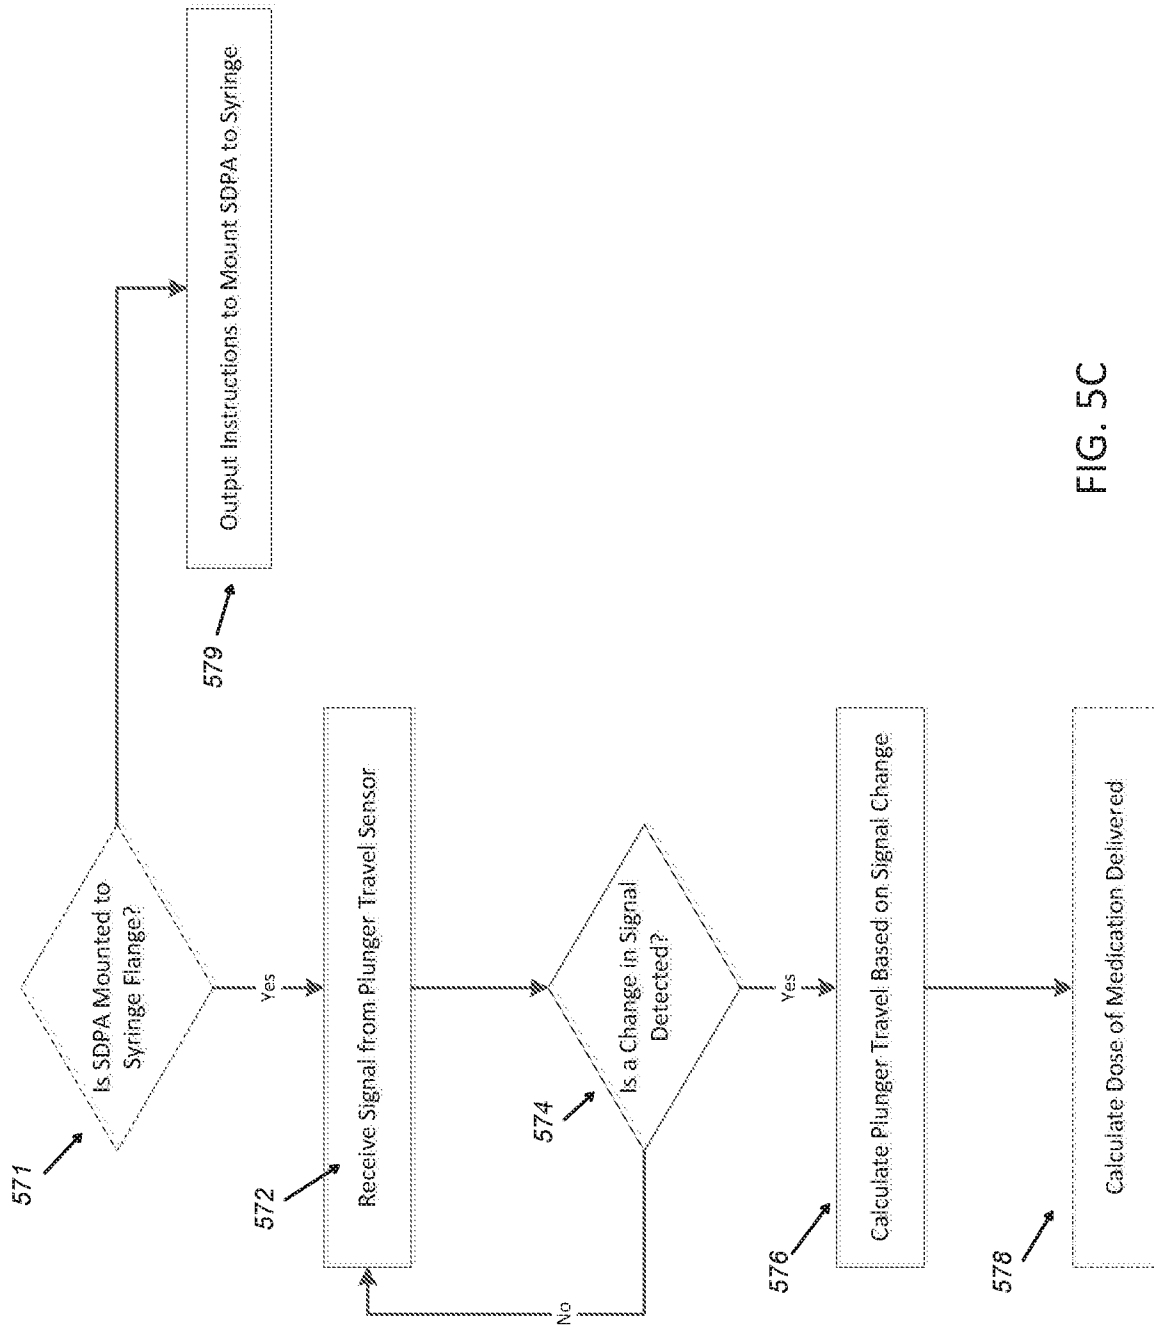 571
Is SDPA Mounted to
Syringe Flange?
Yes
579
Output Instructions to Mount SDPA to Syringe
572
Receive Signal from Plunger Travel Sensor
574
Is a Change in Signal
Detected?
No
Yes
576
Calculate Plunger Travel Based on Signal Change
578
Calculate Dose of Medication Delivered
FIG. 5C